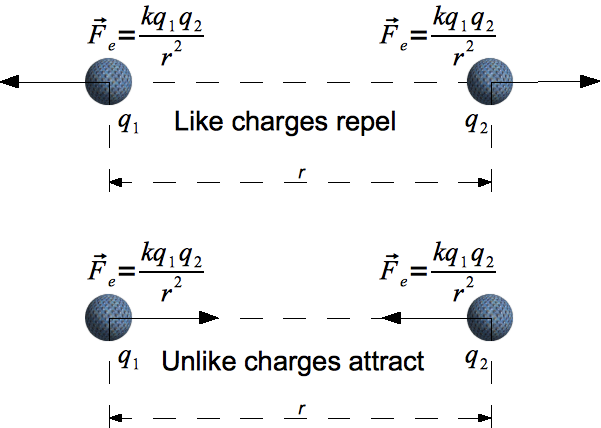 F⃗e = kq1q2/r² F⃗e = kq1q2/r²
q1 Like charges repel q2
r
F⃗e = kq1q2/r² F⃗e = kq1q2/r²
q1 Unlike charges attract q2
r